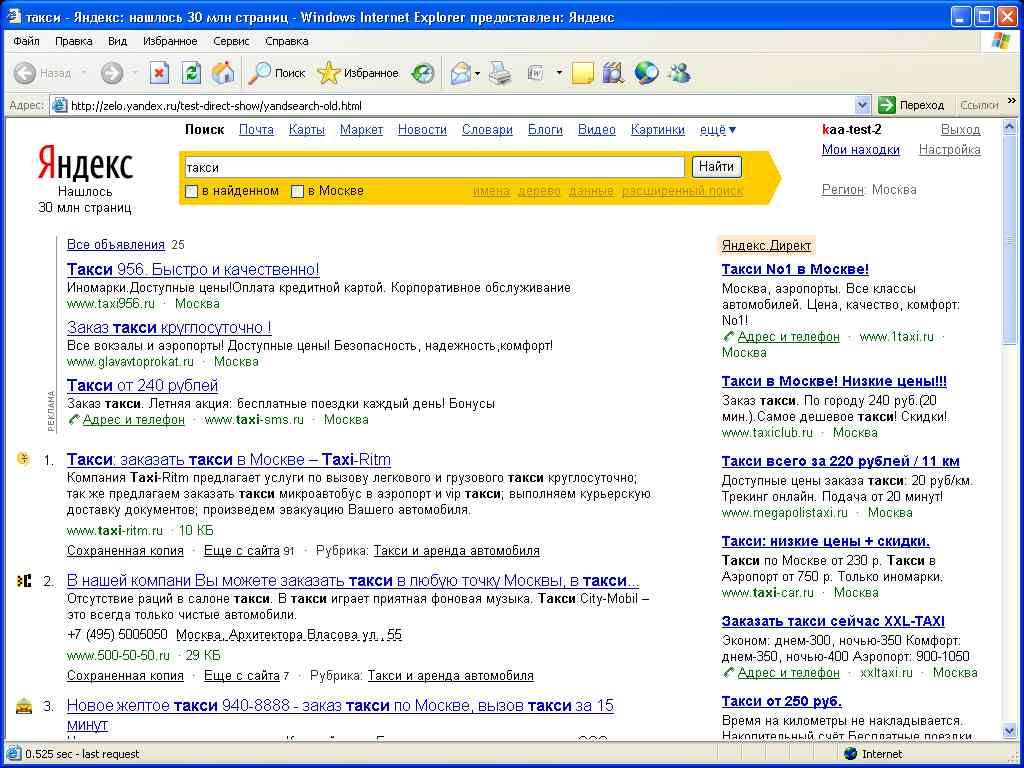 такси - Яндекс: нашлось 30 млн страниц - Windows Internet Explorer предоставлен: Яндекс
Файл Правка Вид Избранное Сервис Справка
Назад Поиск Избранное
Адрес: http://zelo.yandex.ru/test-direct-show/yandsearch-old.html Переход Ссылки »
Поиск Почта Карты Маркет Новости Словари Блоги Видео Картинки ещё ▼
kaa-test-2 Выход
Мои находки Настройка
Регион: Москва
Яндекс
Нашлось
30 млн страниц
такси Найти
в найденном в Москве имена дерево данные расширенный поиск
Все объявления 25
Такси 956. Быстро и качественно!
Иномарки.Доступные цены!Оплата кредитной картой. Корпоративное обслуживание
www.taxi956.ru · Москва
Заказ такси круглосуточно !
Все вокзалы и аэропорты! Доступные цены! Безопасность, надежность,комфорт!
www.glavavtoprokat.ru · Москва
Такси от 240 рублей
Заказ такси. Летняя акция: бесплатные поездки каждый день! Бонусы
Адрес и телефон · www.taxi-sms.ru · Москва
РЕКЛАМА
1. Такси: заказать такси в Москве – Taxi-Ritm
Компания Taxi-Ritm предлагает услуги по вызову легкового и грузового такси круглосуточно;
так же предлагаем заказать такси микроавтобус в аэропорт и vip такси; выполняем курьерскую
доставку документов; произведем эвакуацию Вашего автомобиля.
www.taxi-ritm.ru · 10 КБ
Сохраненная копия · Еще с сайта 91 · Рубрика: Такси и аренда автомобиля
2. В нашей компани Вы можете заказать такси в любую точку Москвы, в такси...
Отсутствие раций в салоне такси. В такси играет приятная фоновая музыка. Такси City-Mobil –
это всегда только чистые автомобили.
+7 (495) 5005050 Москва, Архитектора Власова ул., 55
www.500-50-50.ru · 29 КБ
Сохраненная копия · Еще с сайта 7 · Рубрика: Такси и аренда автомобиля
3. Новое желтое такси 940-8888 - заказ такси по Москве, вызов такси за 15
минут
Яндекс.Директ
Такси No1 в Москве!
Москва, аэропорты. Все классы
автомобилей. Цена, качество, комфорт:
No1!
Адрес и телефон · www.1taxi.ru ·
Москва
Такси в Москве! Низкие цены!!!
Заказ такси. По городу 240 руб.(20
мин.).Самое дешевое такси! Скидки!
www.taxiclub.ru · Москва
Такси всего за 220 рублей / 11 км
Доступные цены заказа такси: 20 руб/км.
Трекинг онлайн. Подача от 20 минут!
www.megapolistaxi.ru · Москва
Такси: низкие цены + скидки.
Такси по Москве от 230 р. Такси в
Аэропорт от 750 р. Только иномарки.
www.taxi-car.ru · Москва
Заказать такси сейчас XXL-TAXI
Эконом: днем-300, ночью-350 Комфорт:
днем-350, ночью-400 Аэропорт: 900-1050
Адрес и телефон · xxltaxi.ru · Москва
Такси от 250 руб.
Время на километры не накладывается.
Накопительный счёт Бесплатные поездки
0.525 sec - last request Internet